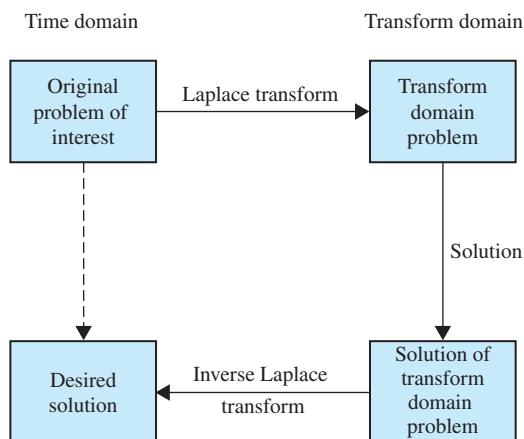 Time domain
Transform domain
Original
problem of
interest
Laplace transform
Transform
domain
problem
Solution
Desired
solution
Inverse Laplace
transform
Solution of
transform
domain
problem